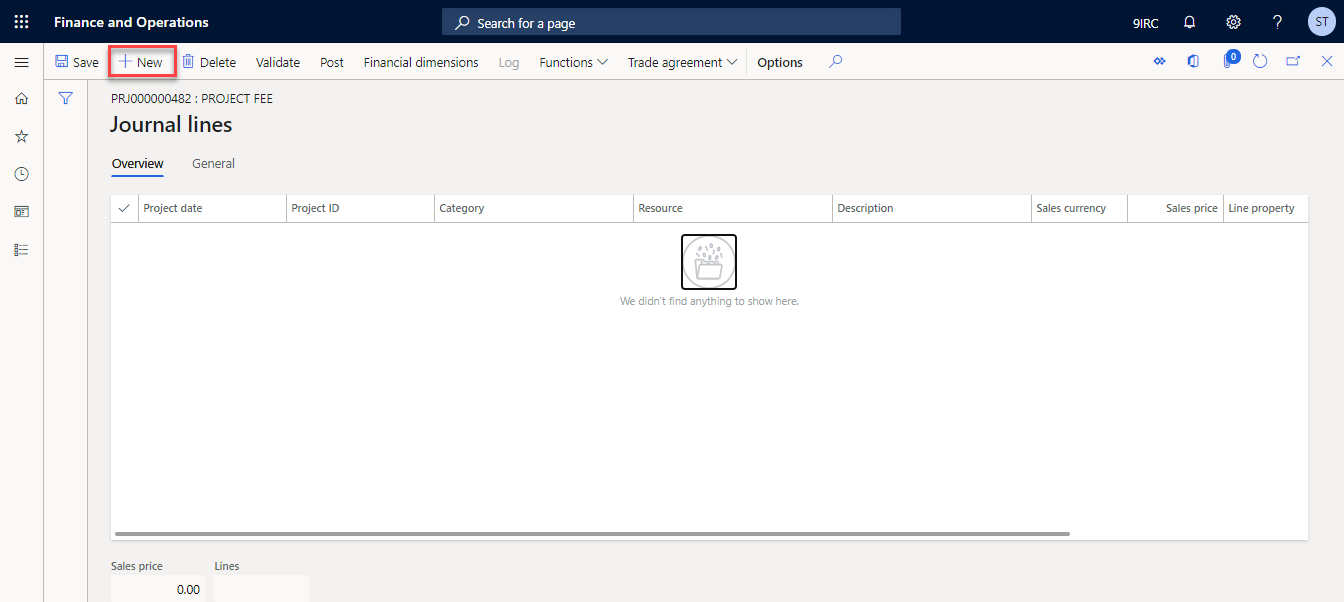 Finance and Operations
Search for a page
9IRC
ST
Save
New
Delete
Validate
Post
Financial dimensions
Log
Functions
Trade agreement
Options
0
PRJ000000482 : PROJECT FEE
Journal lines
Overview
General
Project date
Project ID
Category
Resource
Description
Sales currency
Sales price
Line property
We didn't find anything to show here.
Sales price
Lines
0.00